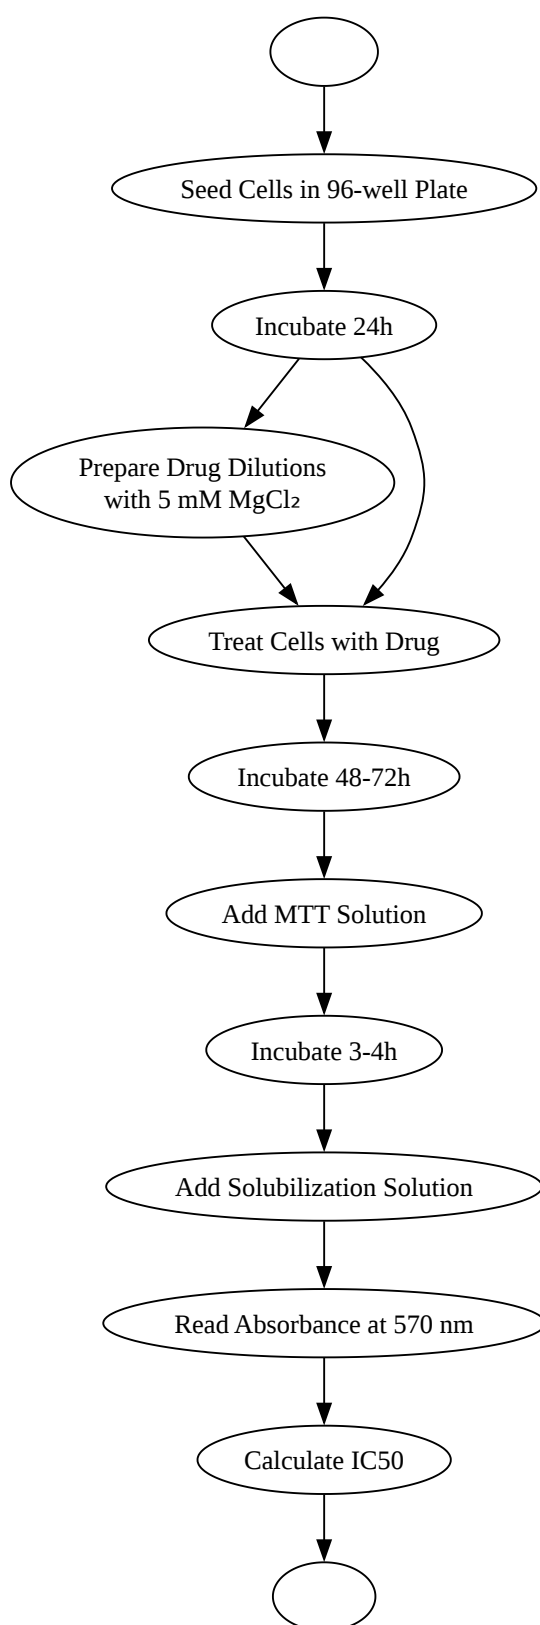 Seed Cells in 96-well Plate
Incubate 24h
Prepare Drug Dilutions
with 5 mM MgCl₂
Treat Cells with Drug
Incubate 48-72h
Add MTT Solution
Incubate 3-4h
Add Solubilization Solution
Read Absorbance at 570 nm
Calculate IC50